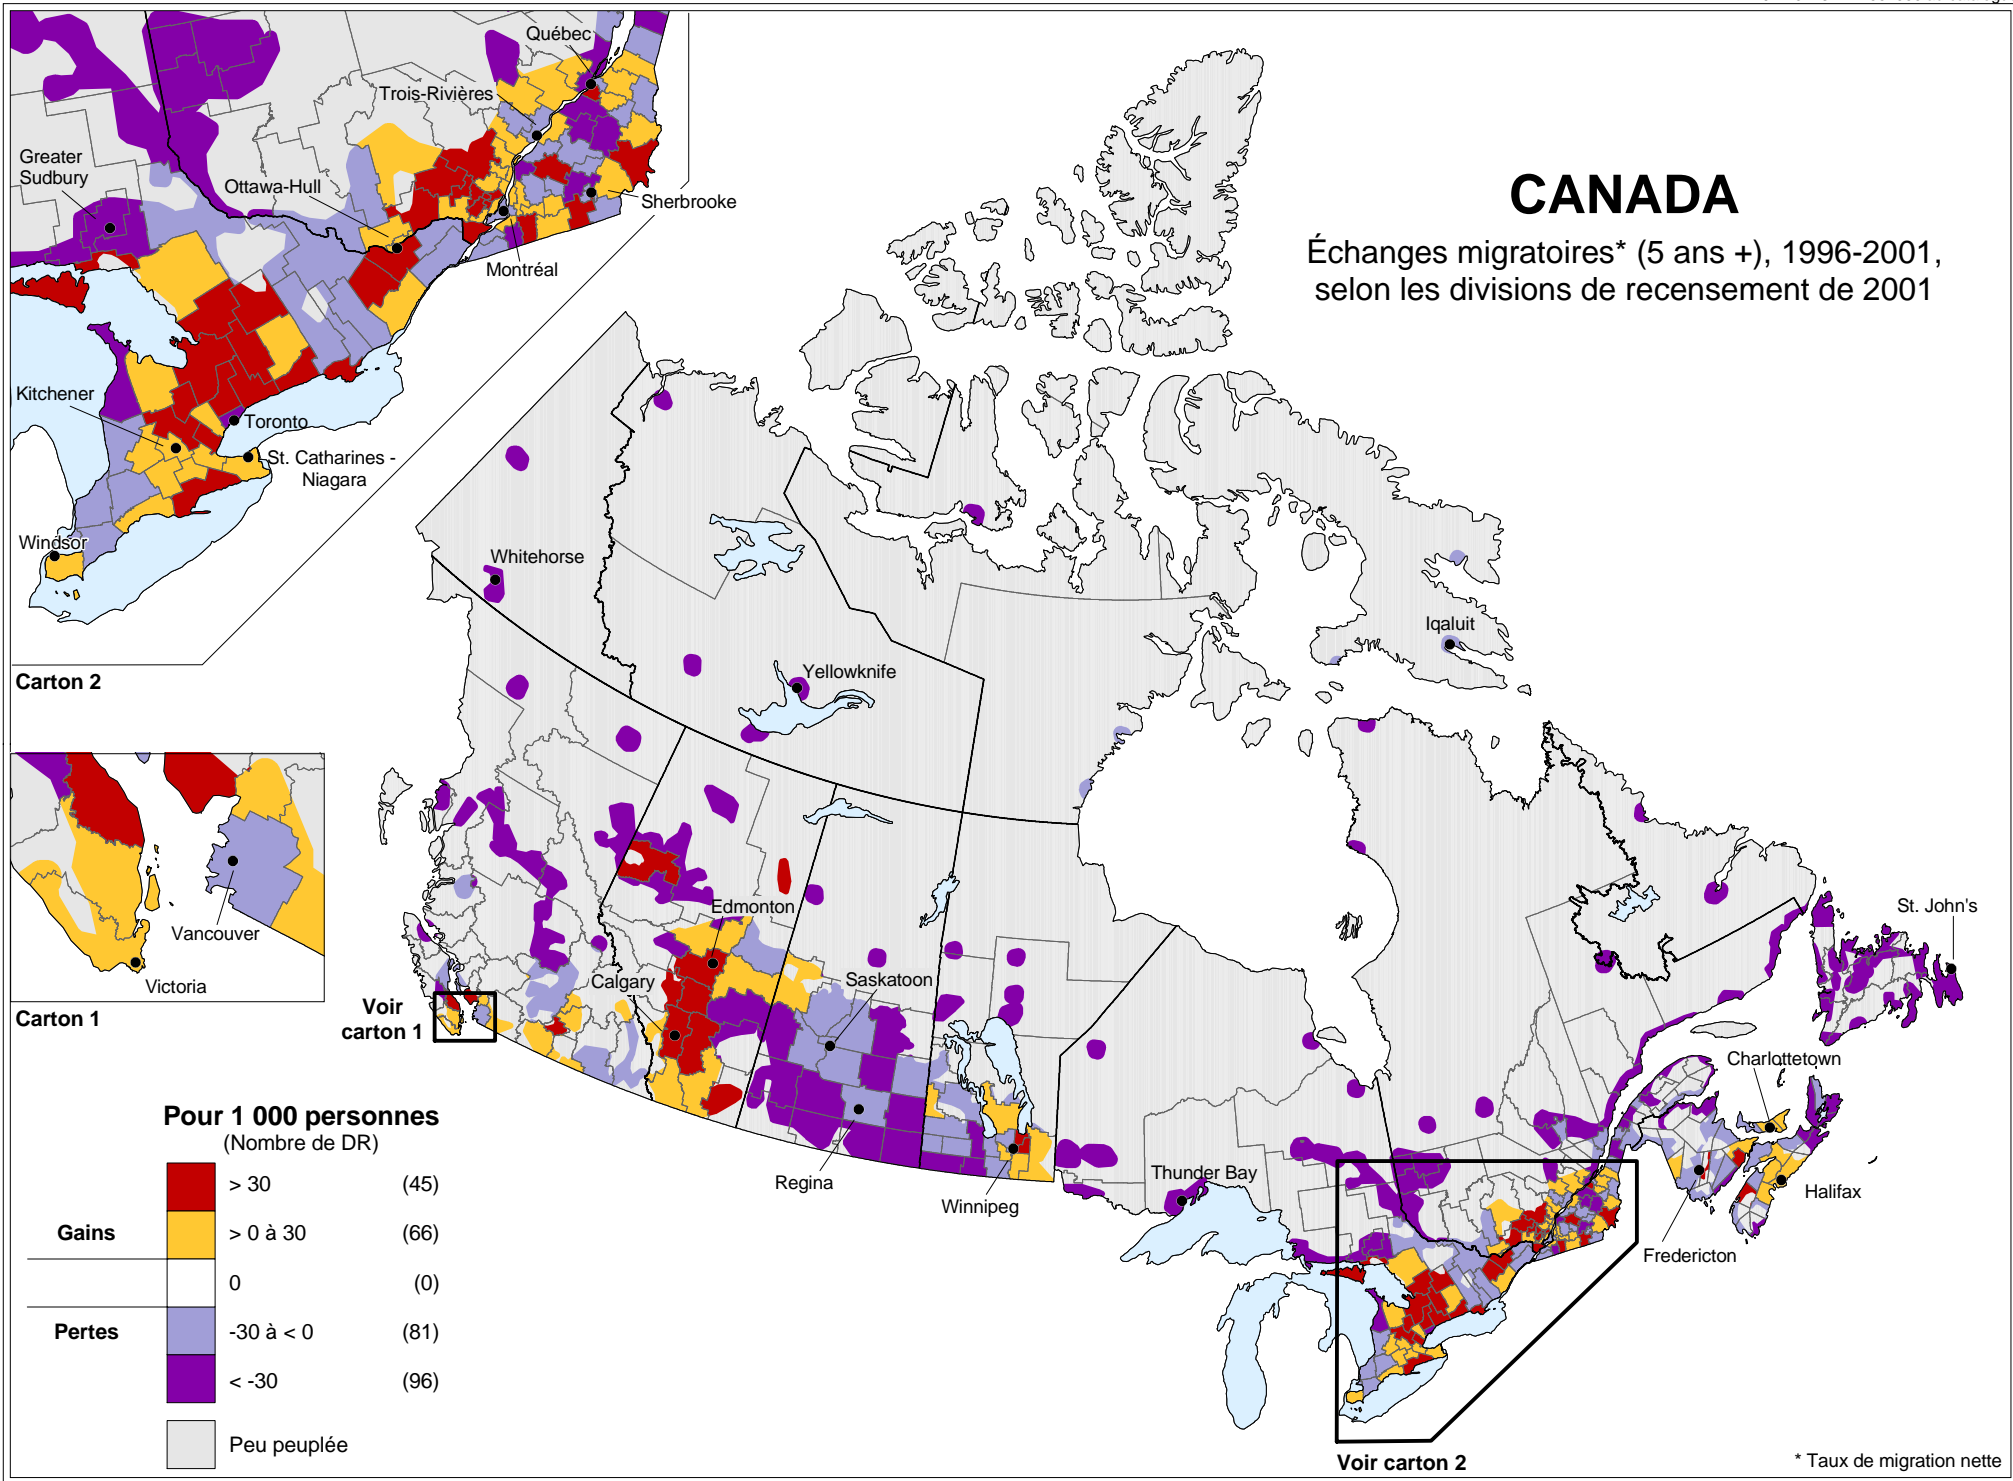 CANADA
Échanges migratoires* (5 ans +), 1996-2001,
selon les divisions de recensement de 2001
Québec
Trois-Rivières
Greater
Sudbury
Ottawa-Hull
Sherbrooke
Montréal
Kitchener
Toronto
St. Catharines -
Niagara
Windsor
Carton 2
Whitehorse
Yellowknife
Iqaluit
Vancouver
Victoria
Carton 1
Voir
carton 1
Edmonton
Calgary
Saskatoon
Regina
Winnipeg
Thunder Bay
St. John's
Charlottetown
Halifax
Fredericton
Pour 1 000 personnes
(Nombre de DR)
> 30 (45)
Gains > 0 à 30 (66)
0 (0)
Pertes -30 à < 0 (81)
< -30 (96)
Peu peuplée
Voir carton 2
* Taux de migration nette